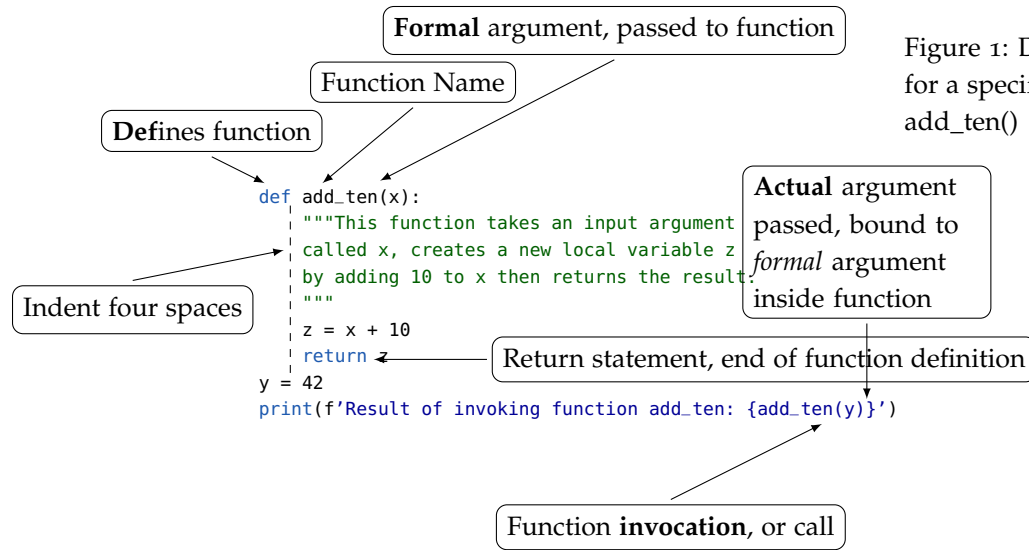 Formal argument, passed to function
Figure 1: D
for a speci
add_ten()
Function Name
Defines function
def add_ten(x):
"""This function takes an input argument
called x, creates a new local variable z
by adding 10 to x then returns the result.
"""
z = x + 10
return z
y = 42
print(f’Result of invoking function add_ten: {add_ten(y)}’)
Actual argument
passed, bound to
formal argument
inside function
Indent four spaces
Return statement, end of function definition
Function invocation, or call